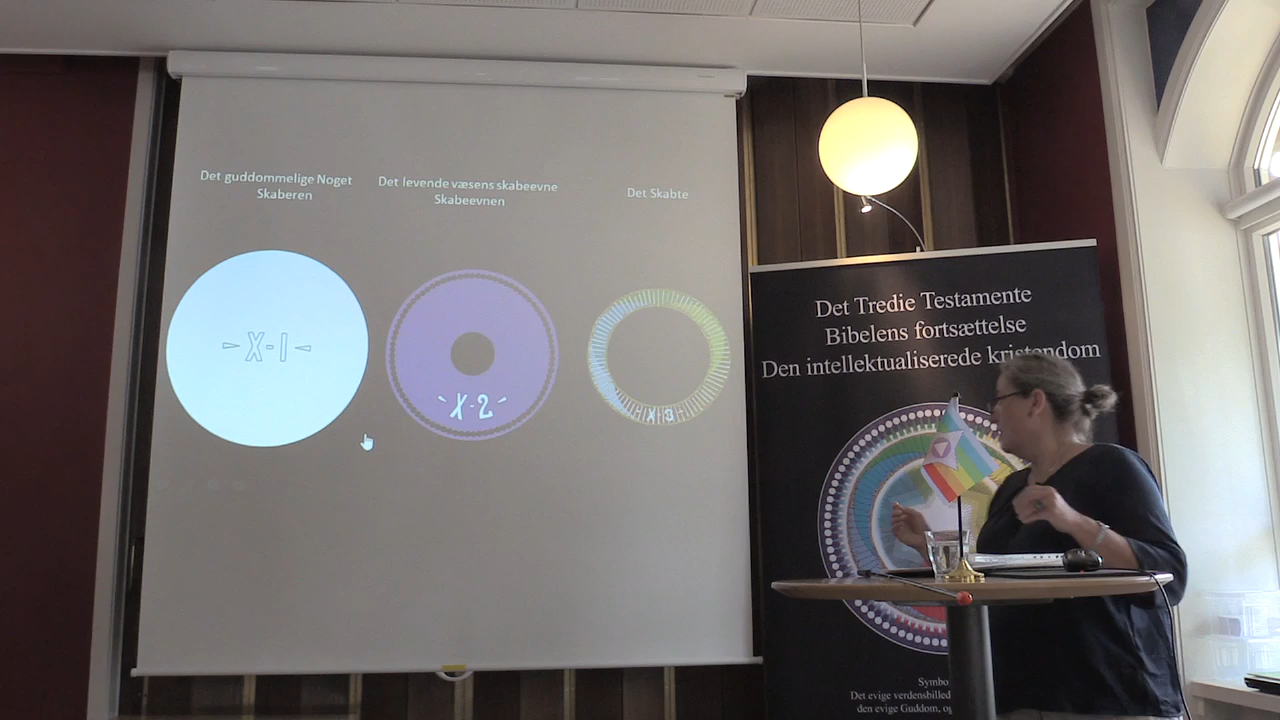 Det guddommelige Noget
Skaberen
Det levende væsens skabeevne
Skabeevnen
Det Skabte
X-1
X-2
X-3
Det Tredie Testamente
Bibelens fortsættelse
Den intellektualiserede kristendom
Symbo
Det evige verdensbilled
den evige Guddom, o